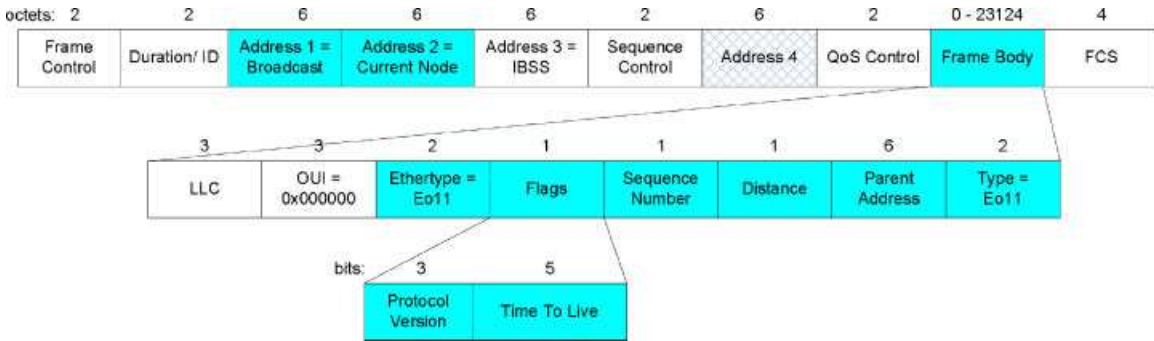 octets: 2 2 6 6 6 2 6 2 0 - 23124 4
Frame Control Duration/ ID Address 1 = Broadcast Address 2 = Current Node Address 3 = IBSS Sequence Control Address 4 QoS Control Frame Body FCS
3 3 2 1 1 1 6 2
LLC OUI = 0x000000 Ethertype = Eo11 Flags Sequence Number Distance Parent Address Type = Eo11
bits: 3 5
Protocol Version Time To Live